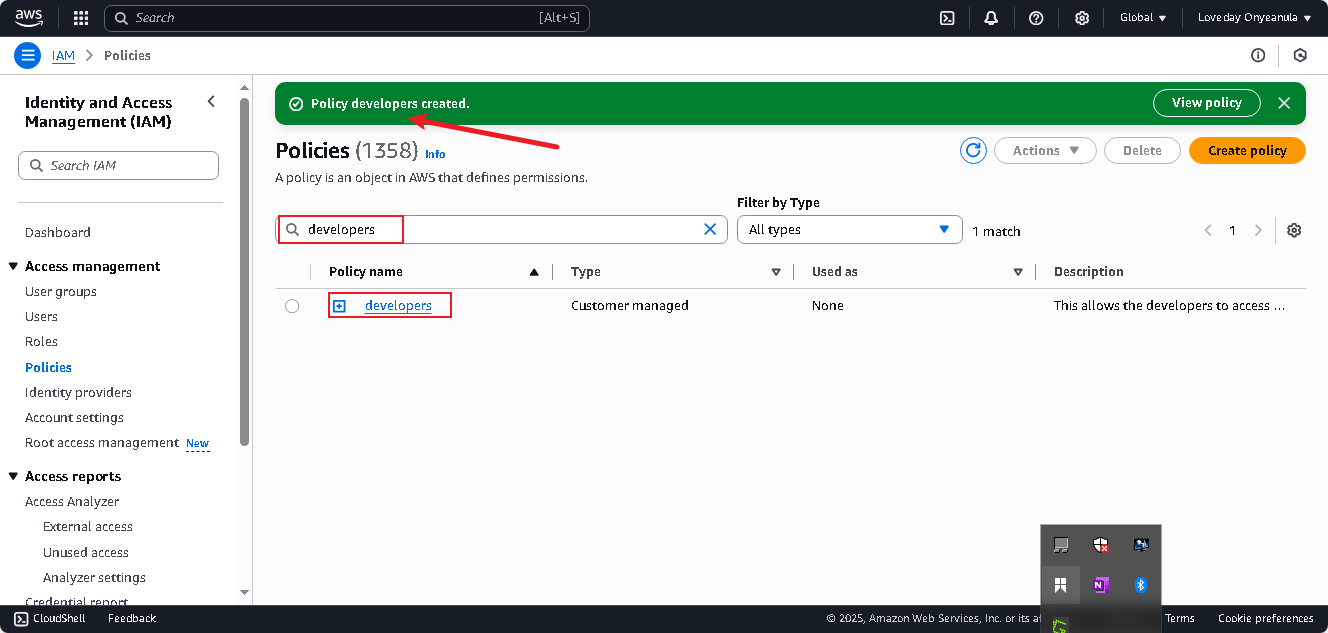 aws
Search [Alt+S]
Global
Loveday Onyeanula
IAM
Policies
Identity and Access Management (IAM)
Search IAM
Dashboard
Access management
User groups
Users
Roles
Policies
Identity providers
Account settings
Root access management New
Access reports
Access Analyzer
External access
Unused access
Analyzer settings
Credential report
Policy developers created.
View policy
Policies (1358) Info
A policy is an object in AWS that defines permissions.
Actions
Delete
Create policy
Filter by Type
developers
All types
1 match
1
Policy name
Type
Used as
Description
developers
Customer managed
None
This allows the developers to access ...
CloudShell
Feedback
© 2025, Amazon Web Services, Inc. or its
Terms
Cookie preferences